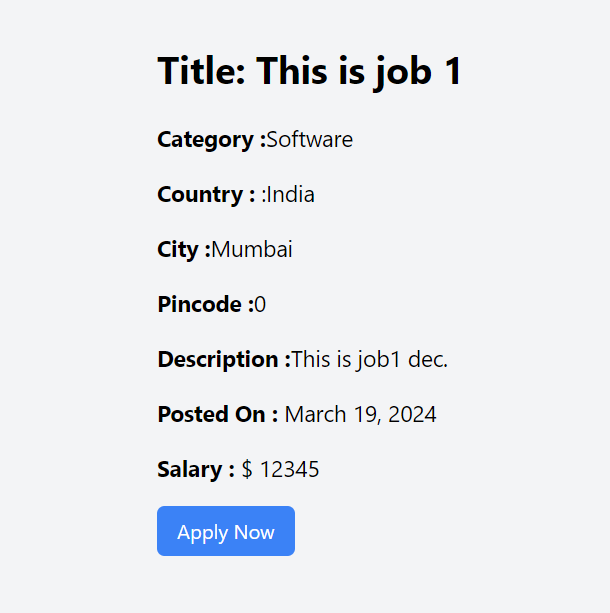 Title: This is job 1
Category :Software
Country : :India
City :Mumbai
Pincode :0
Description :This is job1 dec.
Posted On : March 19, 2024
Salary : $ 12345
Apply Now